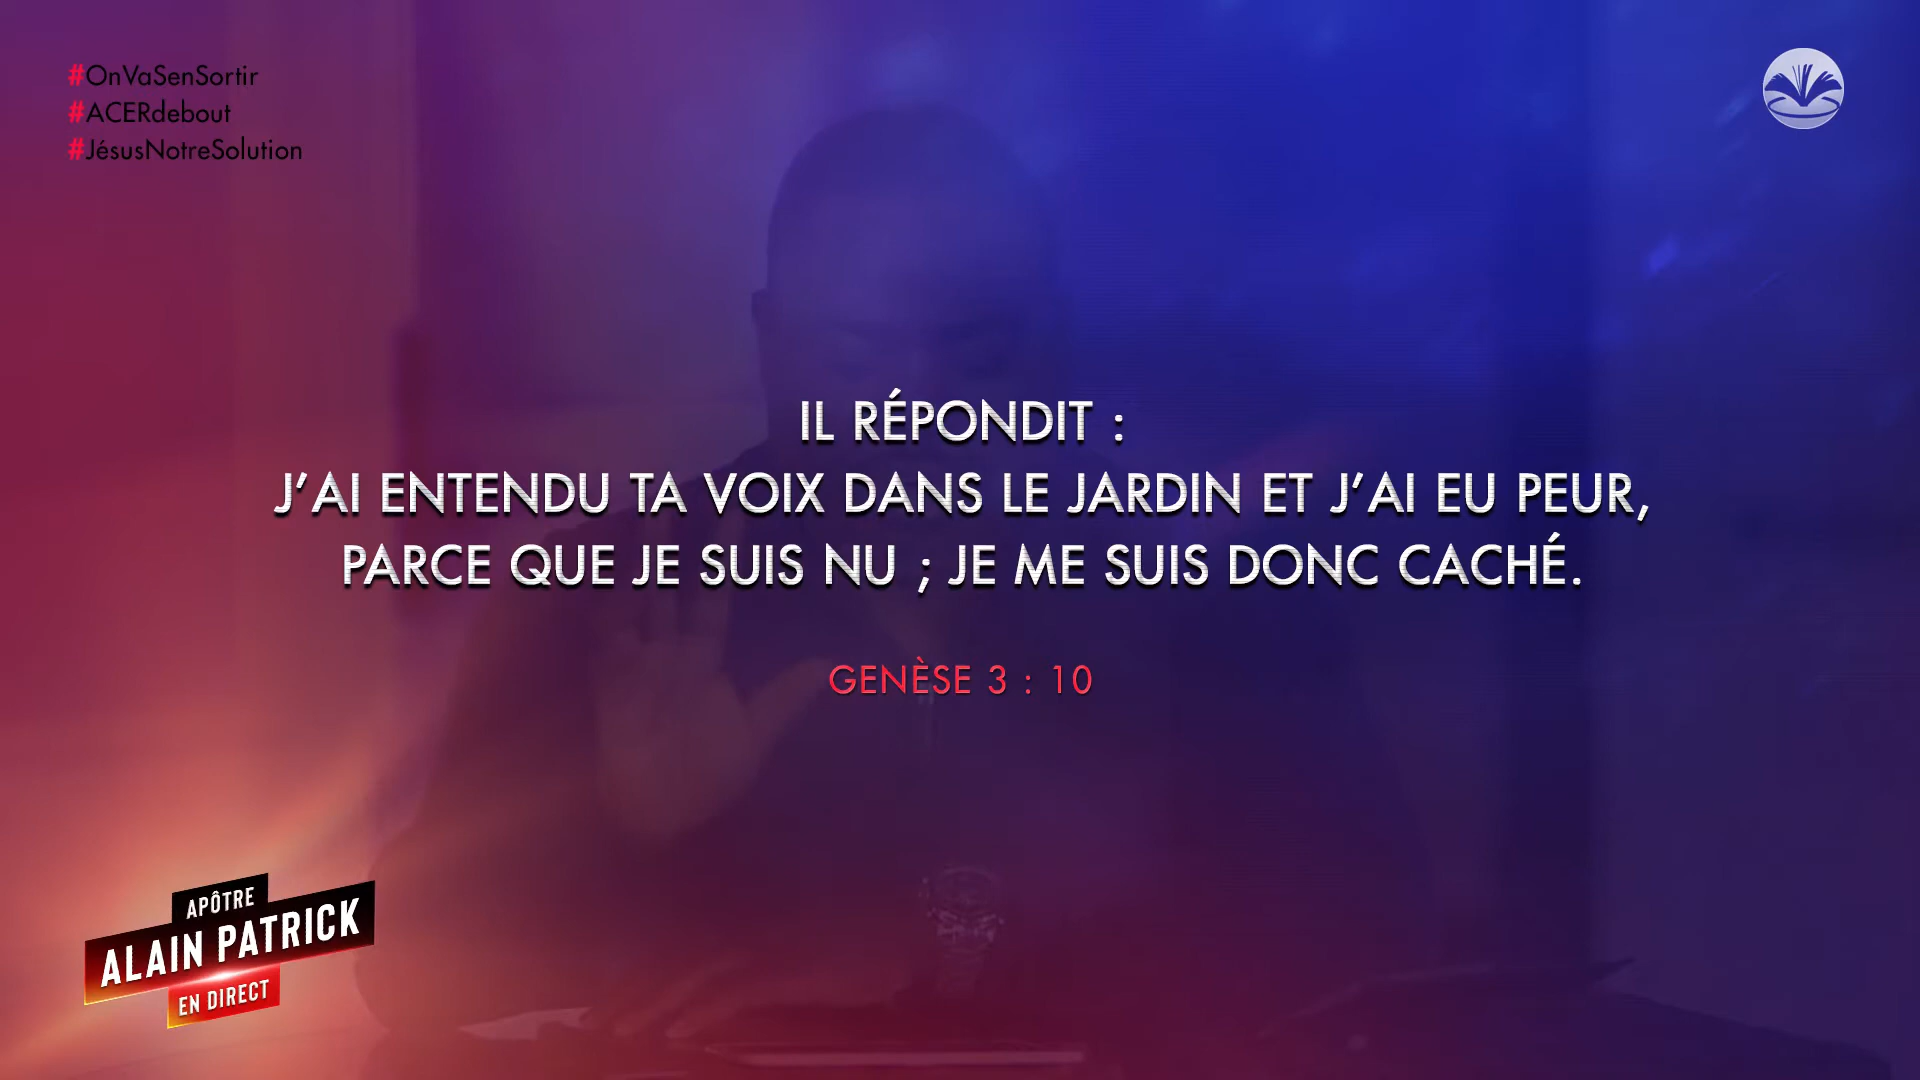 #OnVaSenSortir
#ACERdebout
#JésusNotreSolution
IL RÉPONDIT :
J’AI ENTENDU TA VOIX DANS LE JARDIN ET J’AI EU PEUR,
PARCE QUE JE SUIS NU ; JE ME SUIS DONC CACHÉ.
GENÈSE 3 : 10
APÔTRE
ALAIN PATRICK
EN DIRECT